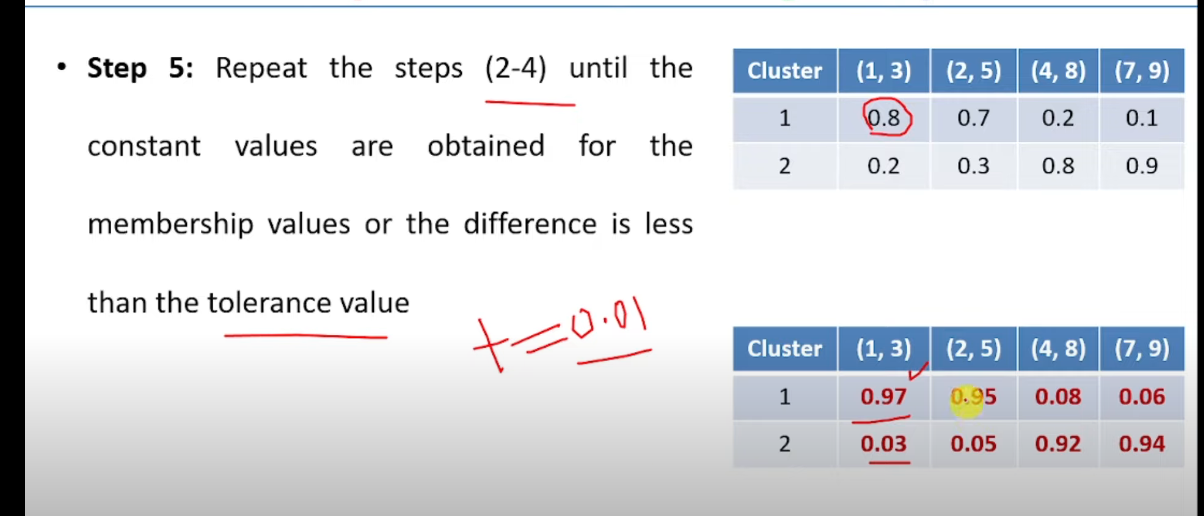 • Step 5: Repeat the steps (2-4) until the
constant values are obtained for the
membership values or the difference is less
than the tolerance value
t=0.01
Cluster (1, 3) (2, 5) (4, 8) (7, 9)
1 0.8 0.7 0.2 0.1
2 0.2 0.3 0.8 0.9
Cluster (1, 3) (2, 5) (4, 8) (7, 9)
1 0.97 0.95 0.08 0.06
2 0.03 0.05 0.92 0.94